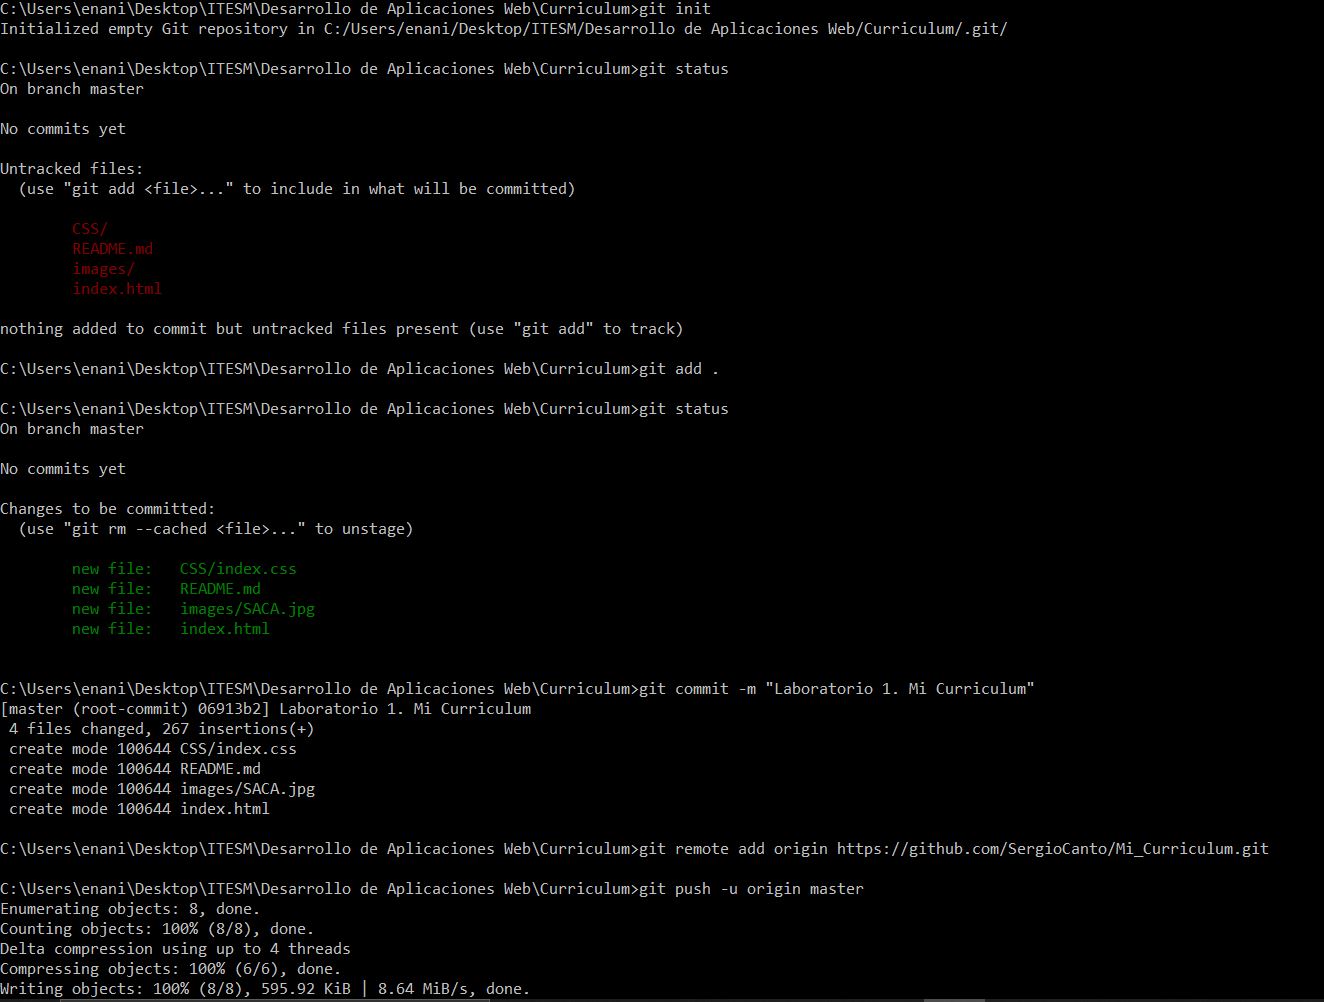 C:\Users\enani\Desktop\ITESM\Desarrollo de Aplicaciones Web\Curriculum>git init
Initialized empty Git repository in C:/Users/enani/Desktop/ITESM/Desarrollo de Aplicaciones Web/Curriculum/.git/
C:\Users\enani\Desktop\ITESM\Desarrollo de Aplicaciones Web\Curriculum>git status
On branch master
No commits yet
Untracked files:
  (use "git add <file>..." to include in what will be committed)
        CSS/
        README.md
        images/
        index.html
nothing added to commit but untracked files present (use "git add" to track)
C:\Users\enani\Desktop\ITESM\Desarrollo de Aplicaciones Web\Curriculum>git add .
C:\Users\enani\Desktop\ITESM\Desarrollo de Aplicaciones Web\Curriculum>git status
On branch master
No commits yet
Changes to be committed:
  (use "git rm --cached <file>..." to unstage)
        new file:   CSS/index.css
        new file:   README.md
        new file:   images/SACA.jpg
        new file:   index.html
C:\Users\enani\Desktop\ITESM\Desarrollo de Aplicaciones Web\Curriculum>git commit -m "Laboratorio 1. Mi Curriculum"
[master (root-commit) 06913b2] Laboratorio 1. Mi Curriculum
 4 files changed, 267 insertions(+)
 create mode 100644 CSS/index.css
 create mode 100644 README.md
 create mode 100644 images/SACA.jpg
 create mode 100644 index.html
C:\Users\enani\Desktop\ITESM\Desarrollo de Aplicaciones Web\Curriculum>git remote add origin https://github.com/SergioCanto/Mi_Curriculum.git
C:\Users\enani\Desktop\ITESM\Desarrollo de Aplicaciones Web\Curriculum>git push -u origin master
Enumerating objects: 8, done.
Counting objects: 100% (8/8), done.
Delta compression using up to 4 threads
Compressing objects: 100% (6/6), done.
Writing objects: 100% (8/8), 595.92 KiB | 8.64 MiB/s, done.